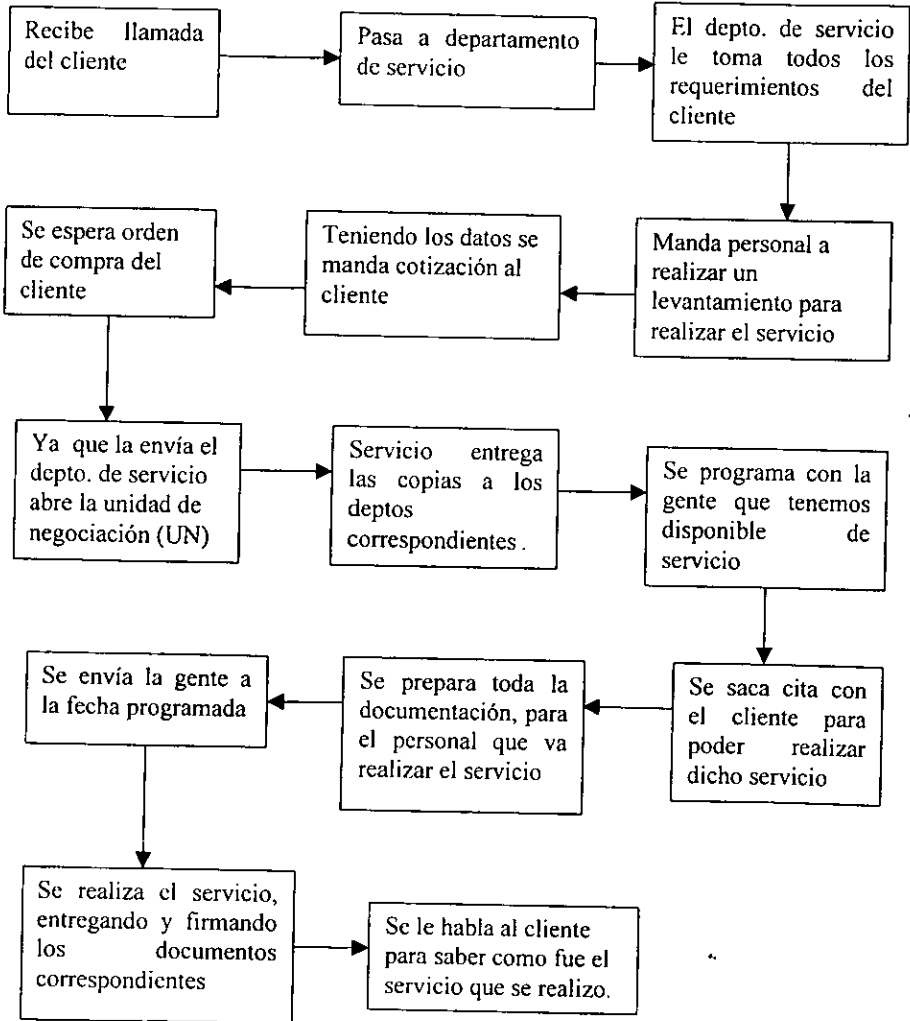 Recibe llamada
del cliente
Pasa a departamento
de servicio
El depto. de servicio
le toma todos los
requerimientos del
cliente
Manda personal a
realizar un
levantamiento para
realizar el servicio
Teniendo los datos se
manda cotización al
cliente
Se espera orden
de compra del
cliente
Ya que la envía el
depto. de servicio
abre la unidad de
negociación (UN)
Servicio entrega
las copias a los
deptos
correspondientes.
Se programa con la
gente que tenemos
disponible de
servicio
Se saca cita con
el cliente para
poder realizar
dicho servicio
Se prepara toda la
documentación, para
el personal que va
realizar el servicio
Se envía la gente a
la fecha programada
Se realiza el servicio,
entregando y firmando
los documentos
correspondientes
Se le habla al cliente
para saber como fue el
servicio que se realizo.